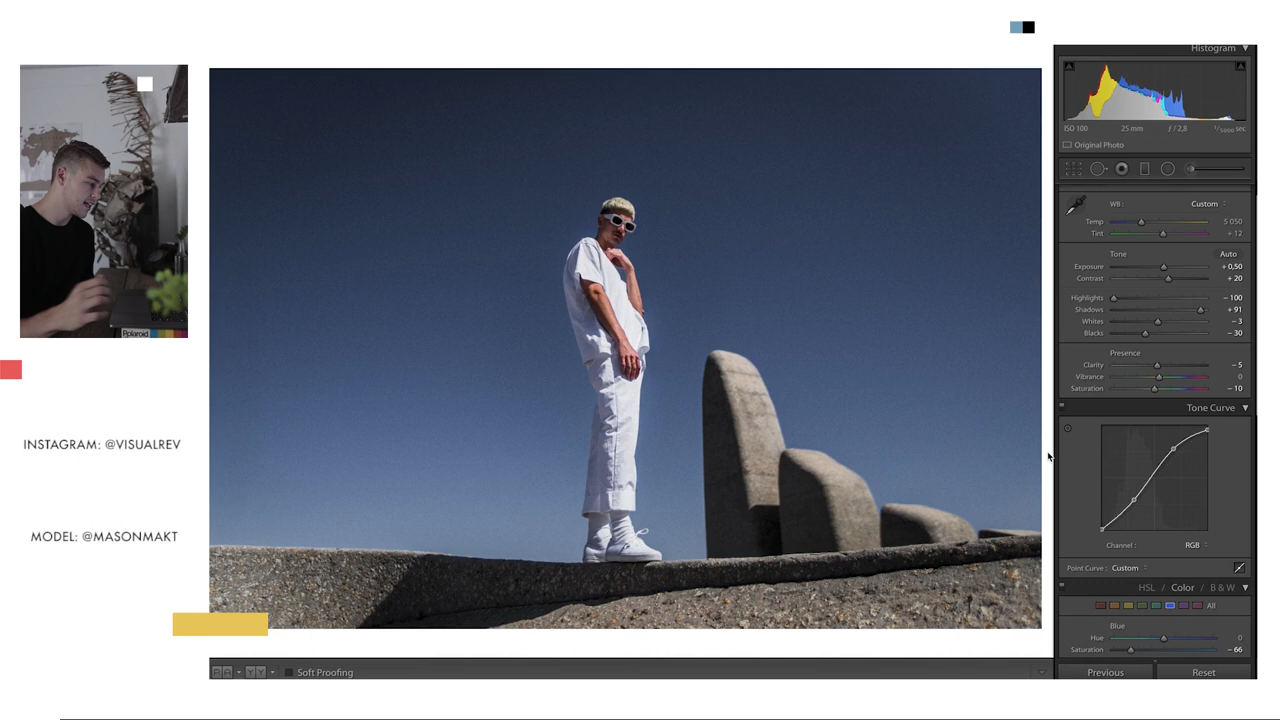 Histogram
ISO 100 25 mm ƒ / 2,8 1/5000 sec
Original Photo
WB : Custom
Temp 5 050
Tint + 12
Tone Auto
Exposure + 0,50
Contrast + 20
Highlights − 100
Shadows + 91
Whites − 3
Blacks − 30
Presence
Clarity − 5
Vibrance 0
Saturation − 10
Tone Curve
Channel : RGB
Point Curve : Custom
HSL / Color / B & W
All
Blue
Hue 0
Saturation − 66
Previous Reset
Polaroid
INSTAGRAM: @VISUALREV
MODEL: @MASONMAKT
Soft Proofing